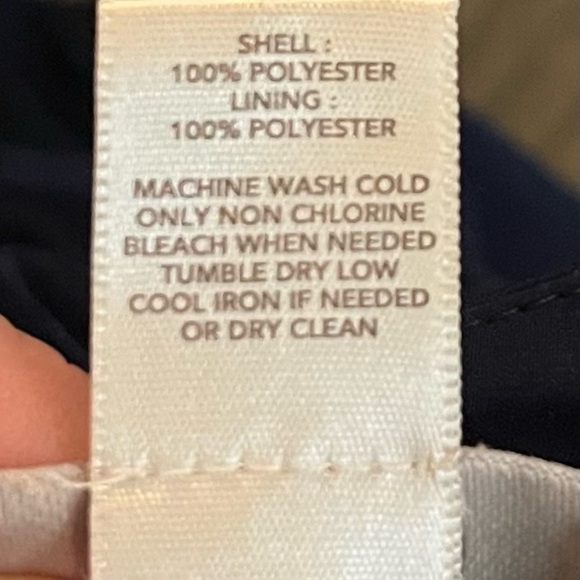 SHELL :
100% POLYESTER
LINING :
100% POLYESTER
MACHINE WASH COLD
ONLY NON CHLORINE
BLEACH WHEN NEEDED
TUMBLE DRY LOW
COOL IRON IF NEEDED
OR DRY CLEAN